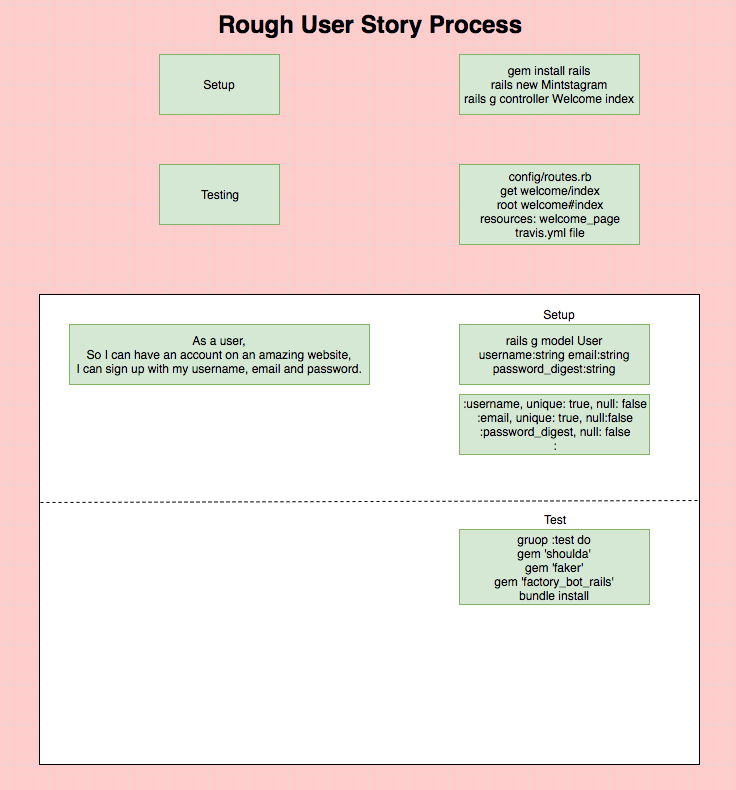 Rough User Story Process
Setup
gem install rails
rails new Mintstagram
rails g controller Welcome index
Testing
config/routes.rb
get welcome/index
root welcome#index
resources: welcome_page
travis.yml file
As a user,
So I can have an account on an amazing website,
I can sign up with my username, email and password.
Setup
rails g model User
username:string email:string
password_digest:string
:username, unique: true, null: false
:email, unique: true, null:false
:password_digest, null: false
:
Test
gruop :test do
gem 'shoulda'
gem 'faker'
gem 'factory_bot_rails'
bundle install